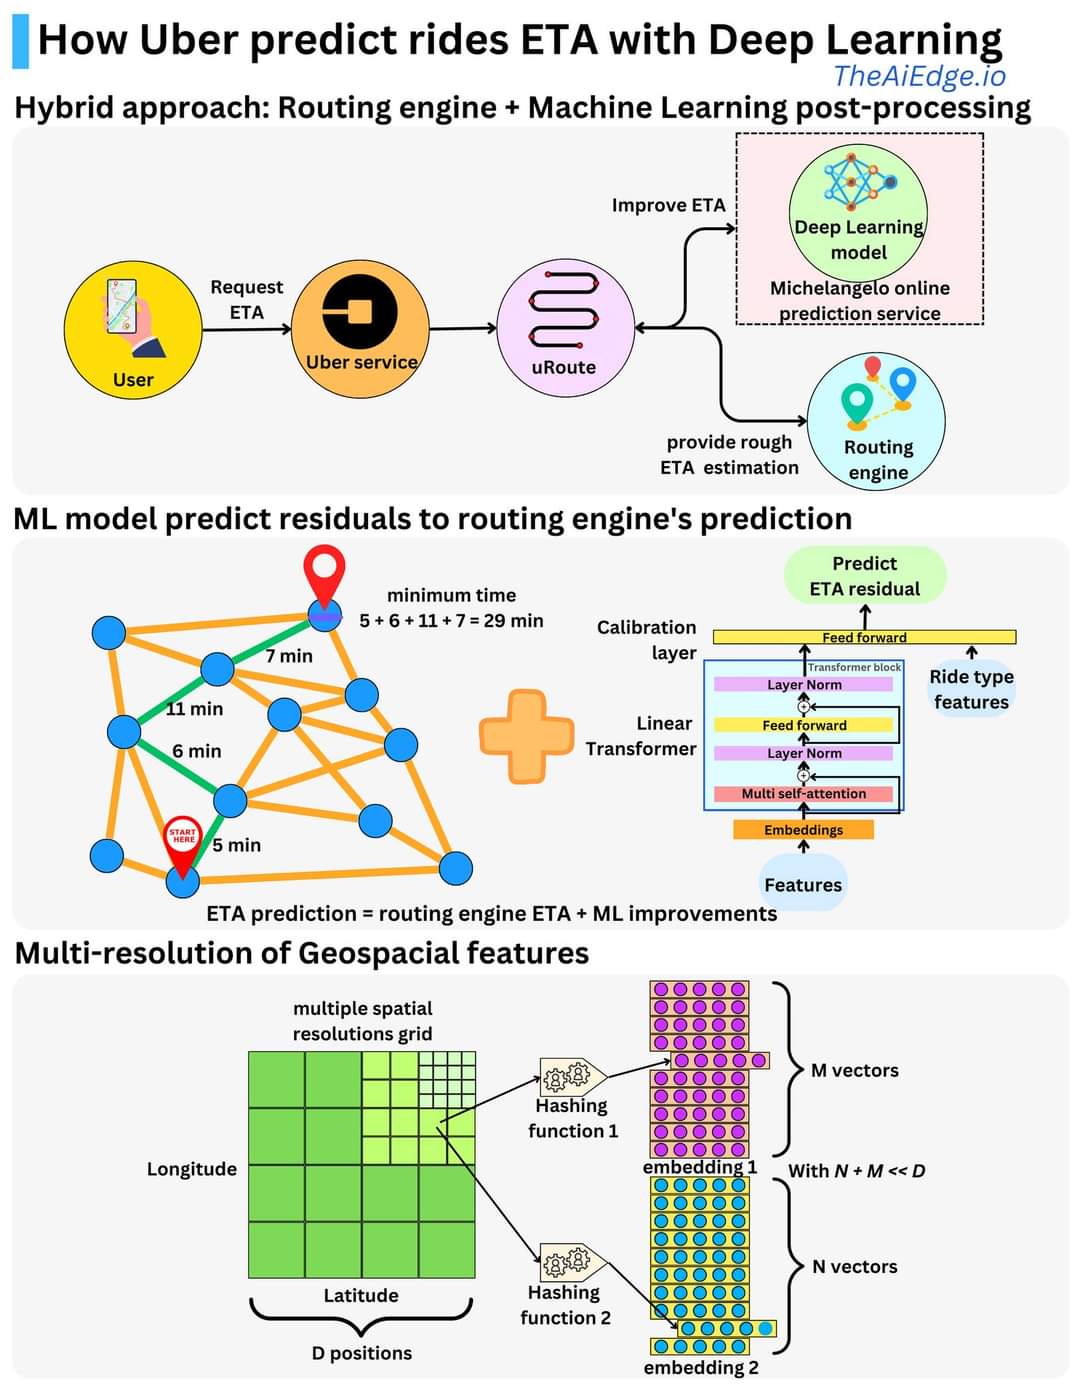 How Uber predict rides ETA with Deep Learning
TheAiEdge.io
Hybrid approach: Routing engine + Machine Learning post-processing
User
Request
ETA
Uber service
uRoute
Improve ETA
Deep Learning
model
Michelangelo online
prediction service
provide rough
ETA estimation
Routing
engine
ML model predict residuals to routing engine's prediction
minimum time
5 + 6 + 11 + 7 = 29 min
7 min
11 min
6 min
START
HERE
5 min
Predict
ETA residual
Calibration
layer
Feed forward
Ride type
features
Transformer block
Layer Norm
+
Linear
Transformer
Feed forward
Layer Norm
+
Multi self-attention
Embeddings
Features
ETA prediction = routing engine ETA + ML improvements
Multi-resolution of Geospacial features
multiple spatial
resolutions grid
Longitude
Latitude
D positions
Hashing
function 1
Hashing
function 2
embedding 1
M vectors
With N + M << D
N vectors
embedding 2